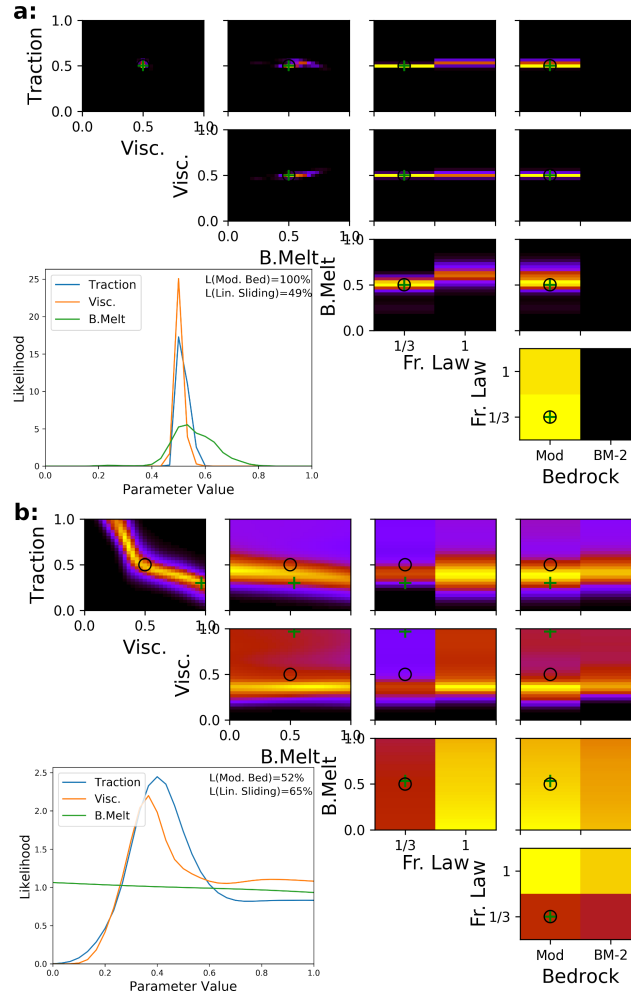 a:
Traction
1.0
0.5
0.0
0.0
0.5
1.0
Visc.
Visc.
1.0
0.5
0.0
0.0
0.5
1.0
B.Melt
B.Melt
1.0
0.5
0.0
1/3
1
Fr. Law
Fr. Law
1
1/3
Mod
BM-2
Bedrock
Traction
Visc.
B.Melt
L(Mod. Bed)=100%
L(Lin. Sliding)=49%
Likelihood
25
20
15
10
5
0
0.0
0.2
0.4
0.6
0.8
1.0
Parameter Value
b:
Traction
1.0
0.5
0.0
0.0
0.5
1.0
Visc.
Visc.
1.0
0.5
0.0
0.0
0.5
1.0
B.Melt
B.Melt
1.0
0.5
0.0
1/3
1
Fr. Law
Fr. Law
1
1/3
Mod
BM-2
Bedrock
Traction
Visc.
B.Melt
L(Mod. Bed)=52%
L(Lin. Sliding)=65%
Likelihood
2.5
2.0
1.5
1.0
0.5
0.0
0.0
0.2
0.4
0.6
0.8
1.0
Parameter Value